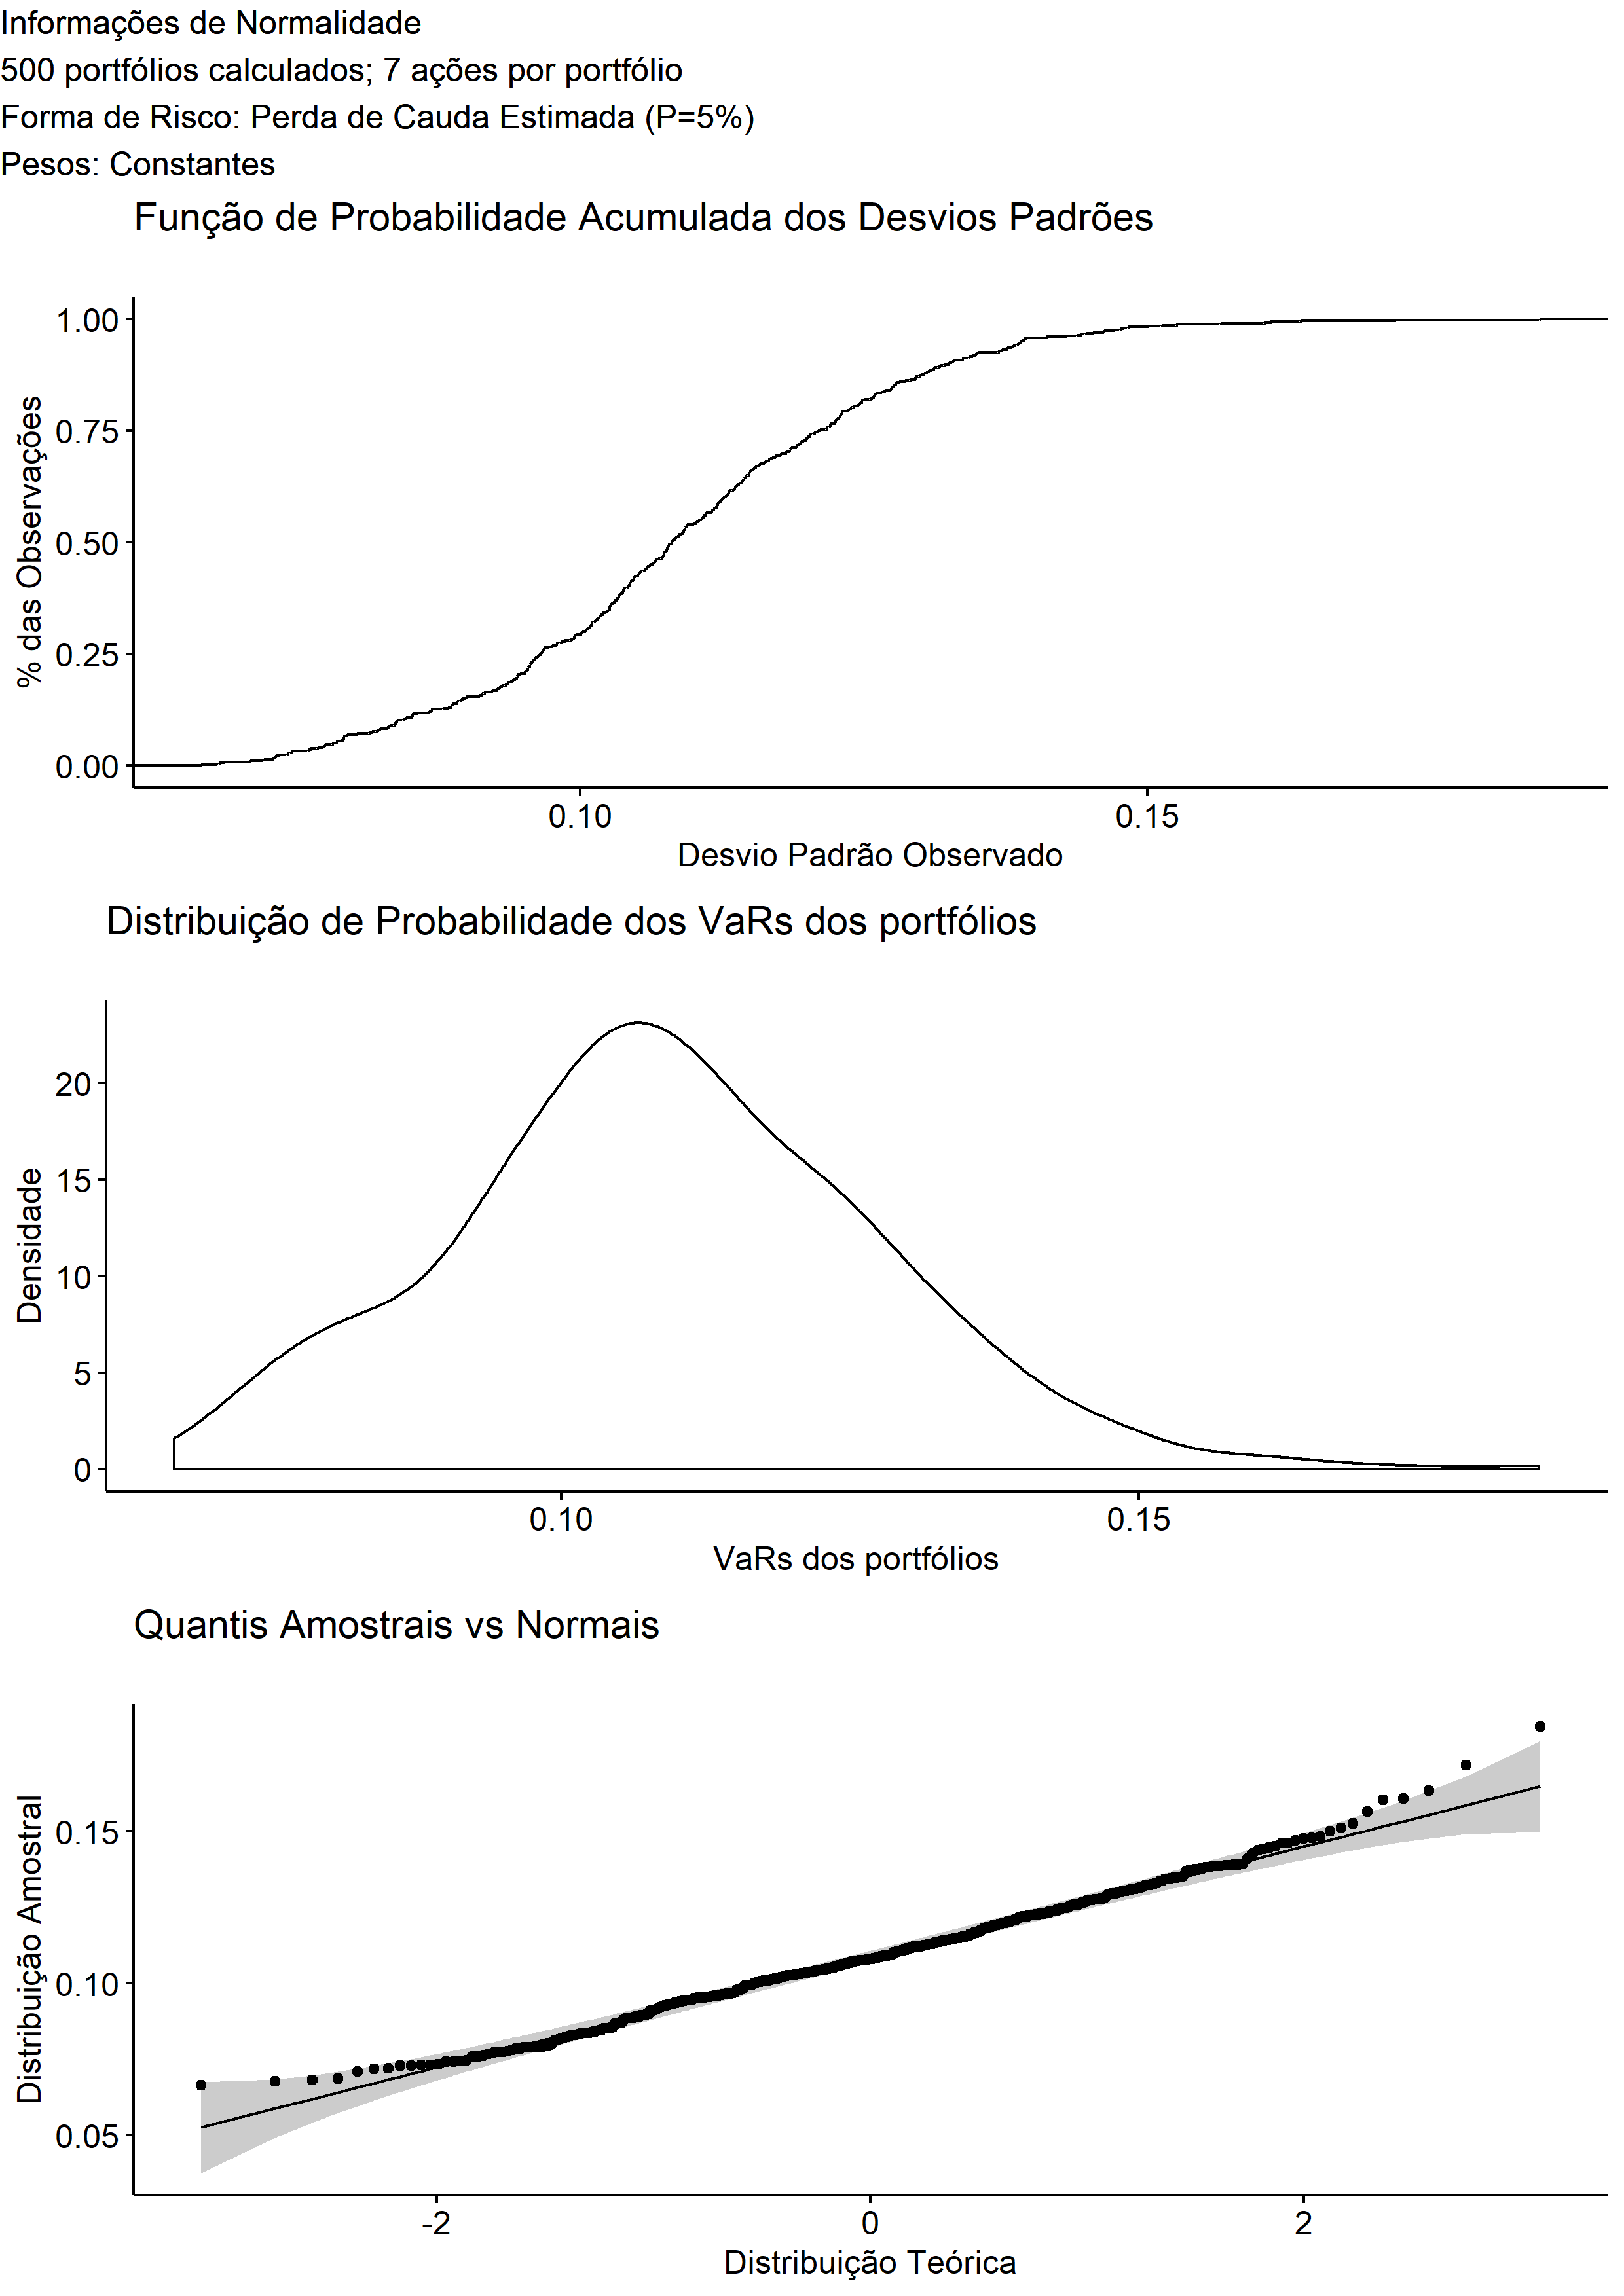 Informações de Normalidade
500 portfólios calculados; 7 ações por portfólio
Forma de Risco: Perda de Cauda Estimada (P=5%)
Pesos: Constantes
Função de Probabilidade Acumulada dos Desvios Padrões
% das Observações
1.00
0.75
0.50
0.25
0.00
0.10
0.15
Desvio Padrão Observado
Distribuição de Probabilidade dos VaRs dos portfólios
Densidade
20
15
10
5
0
0.10
0.15
VaRs dos portfólios
Quantis Amostrais vs Normais
Distribuição Amostral
0.15
0.10
0.05
-2
0
2
Distribuição Teórica